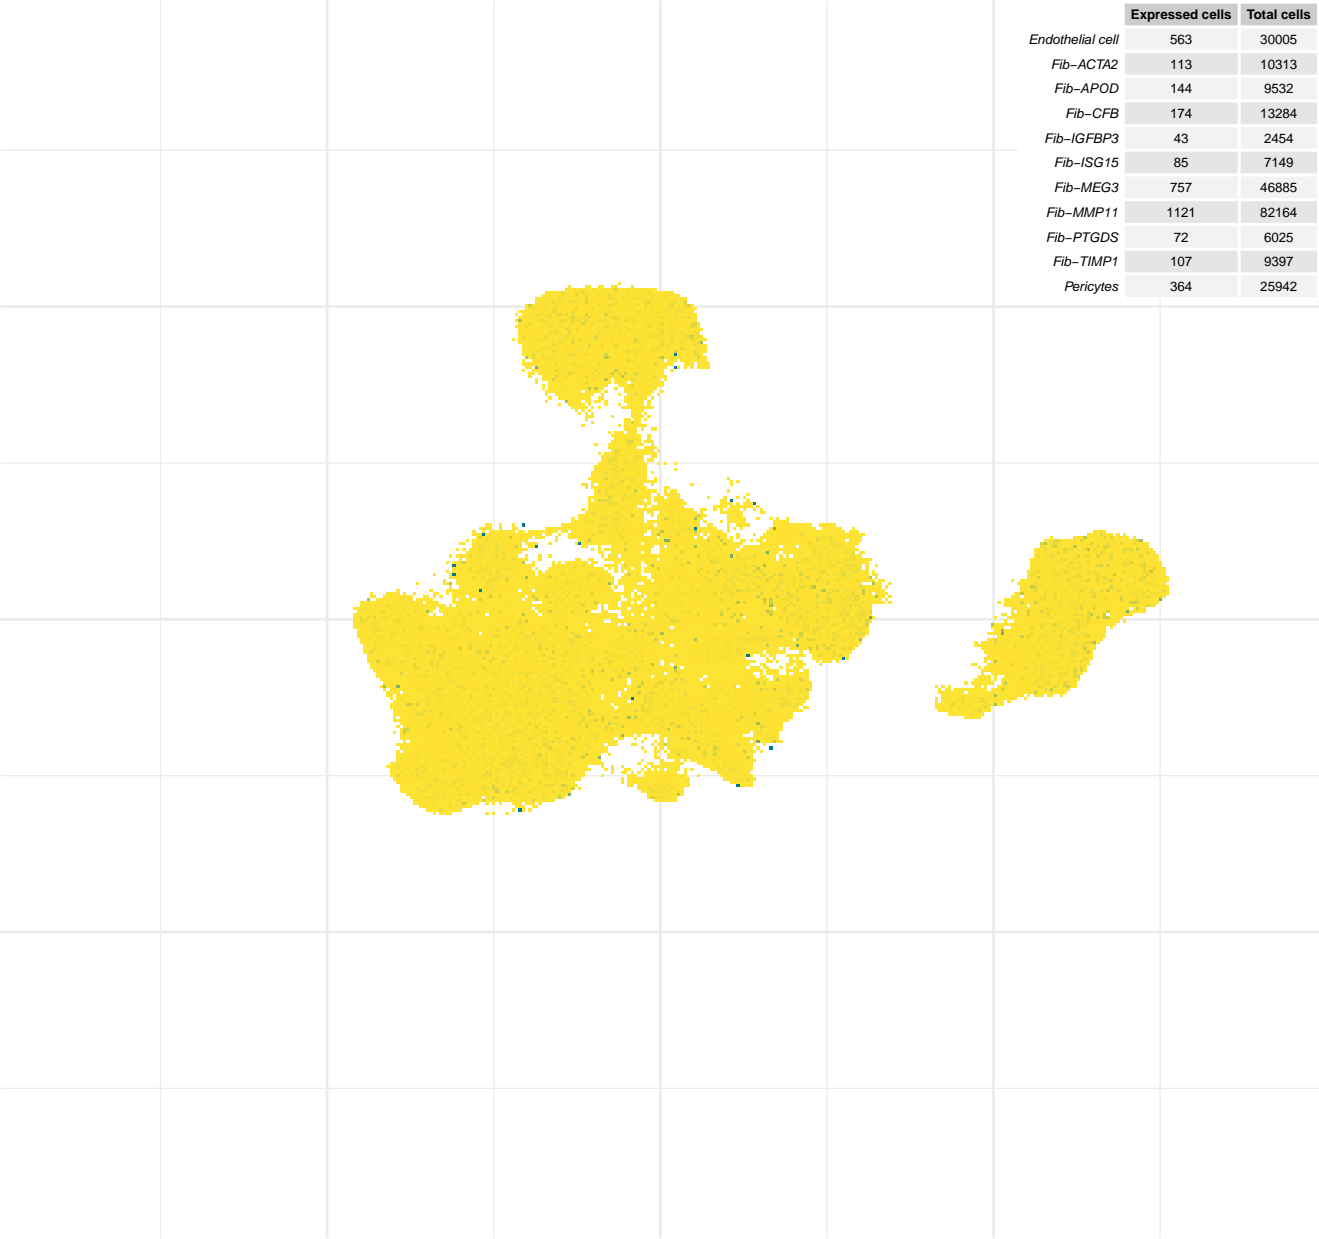 Expressed cells Total cells
Endothelial cell 563 30005
Fib−ACTA2 113 10313
Fib−APOD 144 9532
Fib−CFB 174 13284
Fib−IGFBP3 43 2454
Fib−ISG15 85 7149
Fib−MEG3 757 46885
Fib−MMP11 1121 82164
Fib−PTGDS 72 6025
Fib−TIMP1 107 9397
Pericytes 364 25942